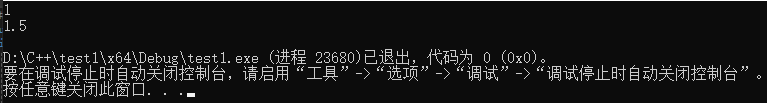 1
1.5
D:\C++\test1\x64\Debug\test1.exe (进程 23680)已退出，代码为 0 (0x0)。
要在调试停止时自动关闭控制台，请启用“工具”->“选项”->“调试”->“调试停止时自动关闭控制台”。
按任意键关闭此窗口. . .